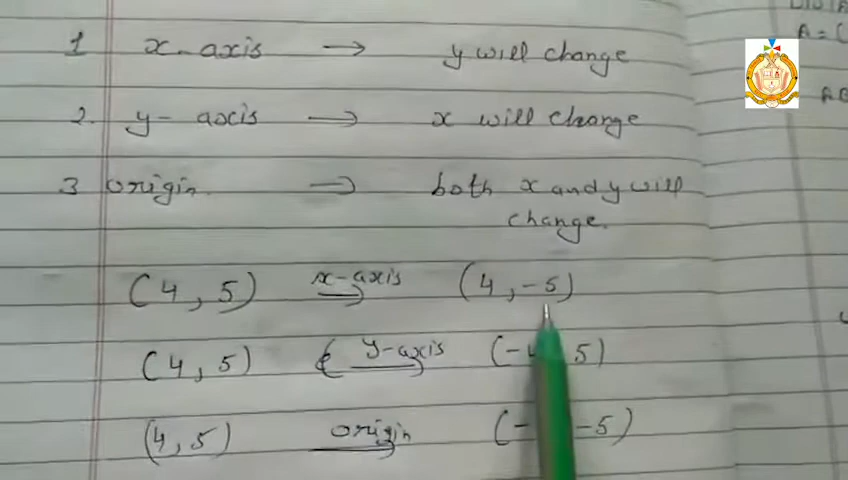 1 x-axis → y will change
2. y-axis → x will change
3 origin. → both x and y will
change.
(4, 5) x-axis → (4, -5)
(4, 5) y-axis → (- 5)
(4, 5) origin → (- -5)
A = (
AB